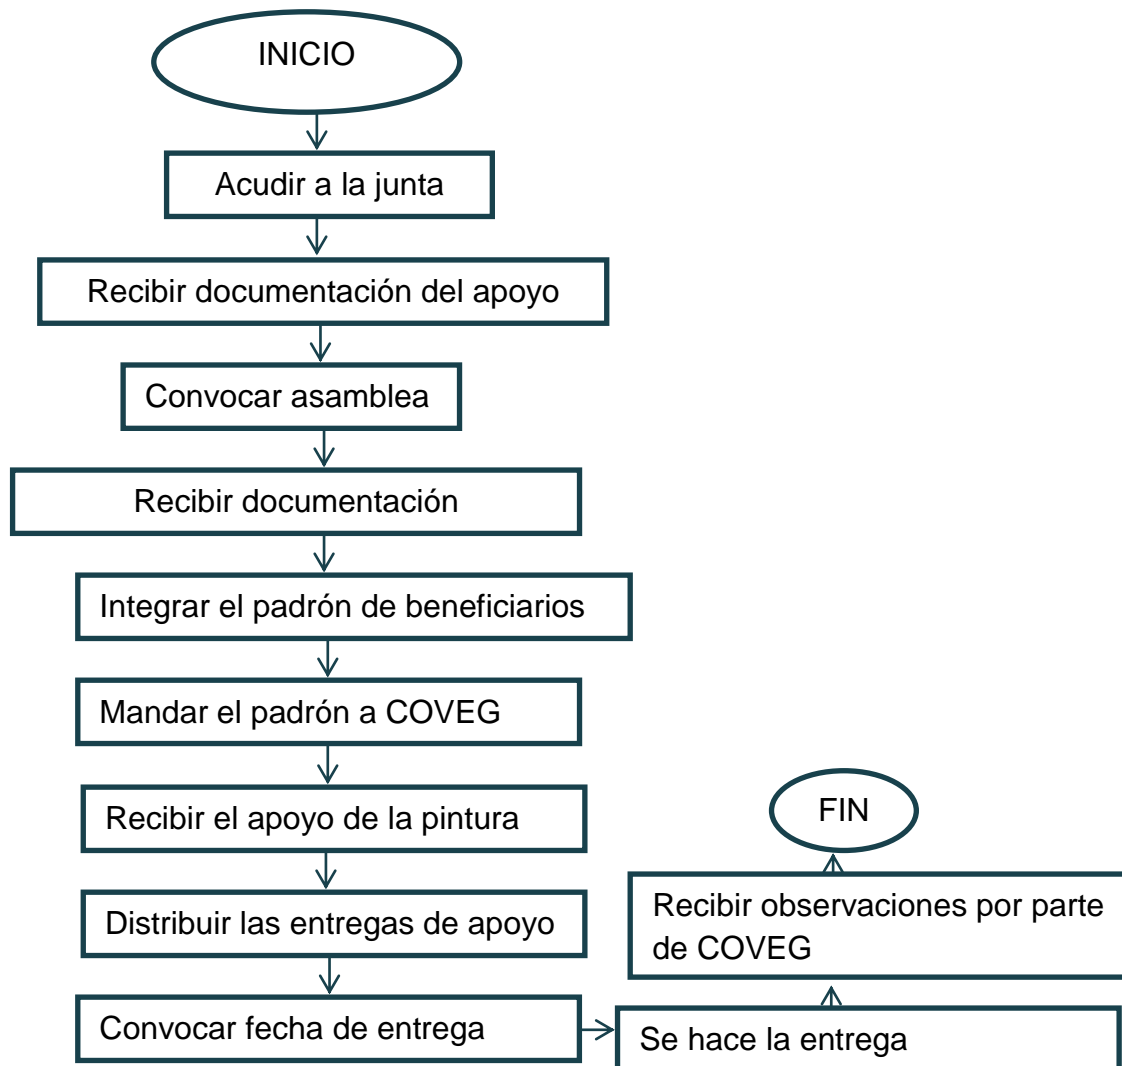 INICIO
Acudir a la junta
Recibir documentación del apoyo
Convocar asamblea
Recibir documentación
Integrar el padrón de beneficiarios
Mandar el padrón a COVEG
Recibir el apoyo de la pintura
Distribuir las entregas de apoyo
Convocar fecha de entrega
Se hace la entrega
Recibir observaciones por parte
de COVEG
FIN